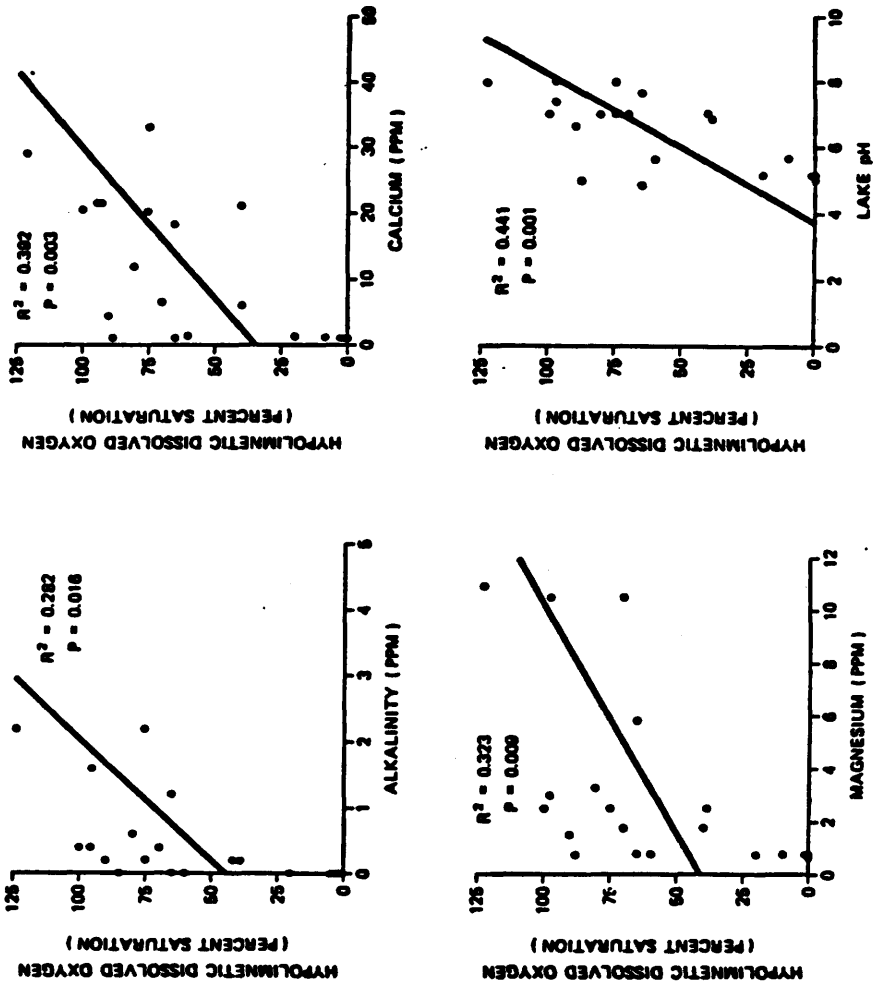 HYPOLIMNETIC DISSOLVED OXYGEN
(PERCENT SATURATION)
125
100
75
50
25
0
R² = 0.282
P = 0.016
0 1 2 3 4 5
ALKALINITY (PPM)
HYPOLIMNETIC DISSOLVED OXYGEN
(PERCENT SATURATION)
125
100
75
50
25
0
R² = 0.392
P = 0.003
0 10 20 30 40 50
CALCIUM (PPM)
HYPOLIMNETIC DISSOLVED OXYGEN
(PERCENT SATURATION)
125
100
75
50
25
0
R² = 0.323
P = 0.009
0 2 4 6 8 10 12
MAGNESIUM (PPM)
HYPOLIMNETIC DISSOLVED OXYGEN
(PERCENT SATURATION)
125
100
75
50
25
0
R² = 0.441
P = 0.001
0 2 4 6 8 10
LAKE pH